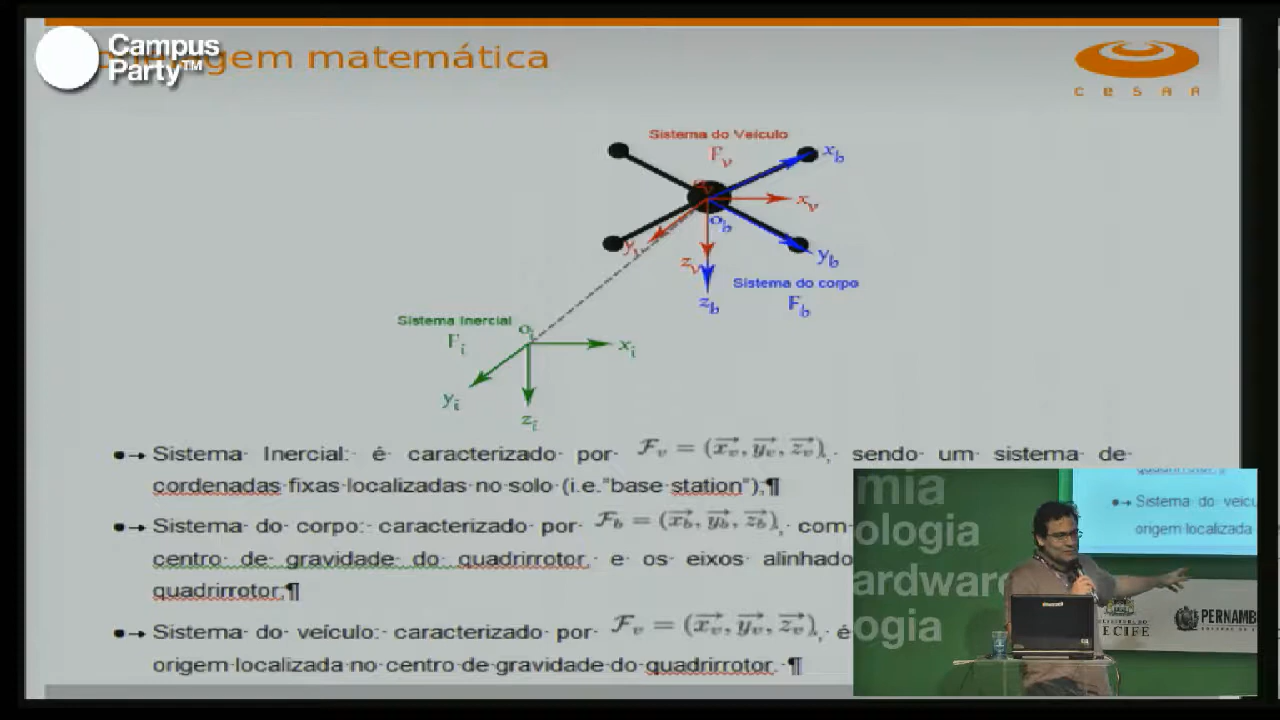 Campus
Party™
agem matemática
CESAR
Sistema do Veículo
F_v
x_b
o_v
x_v
o_b
y_v
y_b
z_v
Sistema do corpo
z_b
F_b
Sistema Inercial
o_i
F_i
x_i
y_i
z_i
Sistema Inercial: é caracterizado por F_v = (x_v, y_v, z_v), sendo um sistema de
cordenadas fixas localizadas no solo (i.e."base station");¶
Sistema do corpo: caracterizado por F_b = (x_b, y_b, z_b), com
centro de gravidade do quadrirrotor, e os eixos alinhado
quadrirrotor;¶
Sistema do veículo: caracterizado por F_v = (x_v, y_v, z_v), é
origem localizada no centro de gravidade do quadrirrotor. ¶
mia
ologia
ardware
ogia
Sistema do veícu
origem localizada
ECIFE
PERNAMB